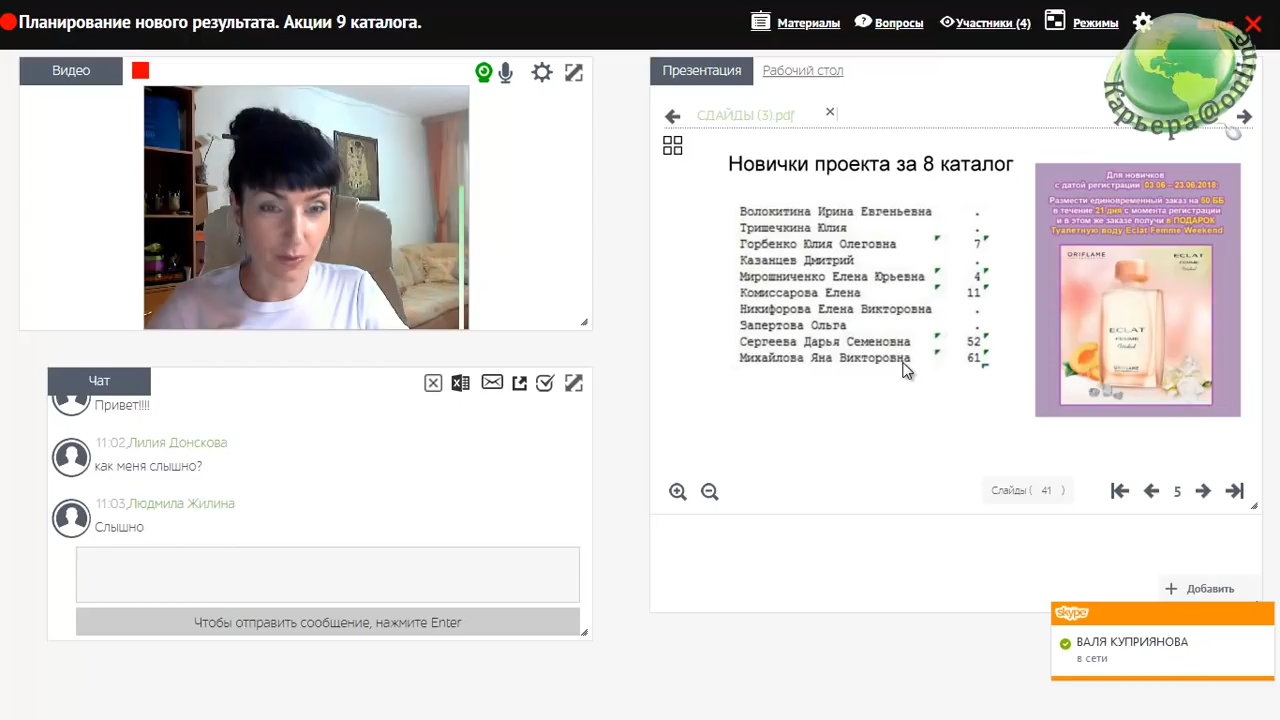 Планирование нового результата. Акции 9 каталога.
Материалы
Вопросы
Участники (4)
Режимы
Карьера@online
Видео
Презентация
Рабочий стол
СДАЙДЫ (3).pdf
Новички проекта за 8 каталог
Волокитина Ирина Евгеньевна .
Тришечкина Юлия .
Горбенко Юлия Олеговна 7
Казанцев Дмитрий .
Мирошниченко Елена Юрьевна 4
Комиссарова Елена 11
Никифорова Елена Викторовна .
Запертова Ольга .
Сергеева Дарья Семеновна 52
Михайлова Яна Викторовна 61
Для новичков
с датой регистрации 03.06 - 23.06.2018:
Размести единовременный заказ на 50 ББ
в течение 21 дня с момента регистрации
и в этом же заказе получи в ПОДАРОК
Туалетную воду Eclat Femme Weekend
ORIFLAME
ECLAT
FEMME
ECLAT
FEMME
Слайды ( 41 )
5
Добавить
Чат
Привет!!!!
11:02,Лилия Донскова
как меня слышно?
11:03,Людмила Жилина
Слышно
Чтобы отправить сообщение, нажмите Enter
skype
ВАЛЯ КУПРИЯНОВА
в сети